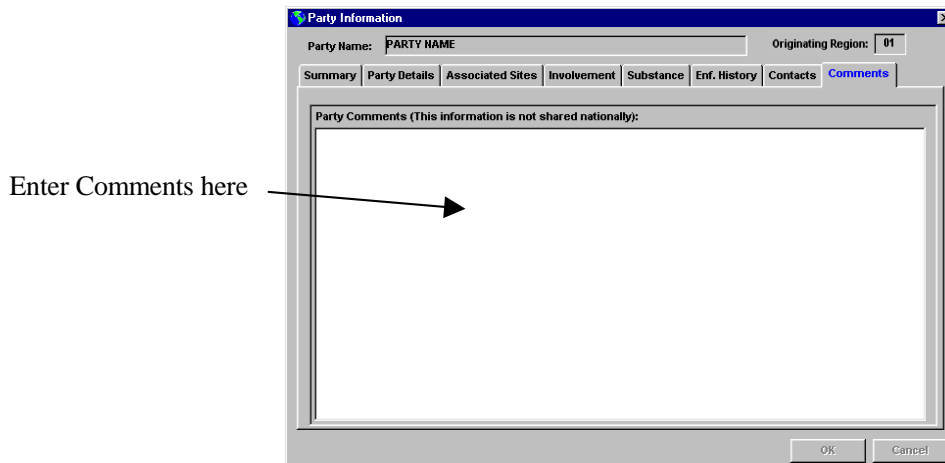 Party Information
Party Name: PARTY NAME Originating Region: 01
Summary Party Details Associated Sites Involvement Substance Enf. History Contacts Comments
Party Comments (This information is not shared nationally):
Enter Comments here
OK Cancel